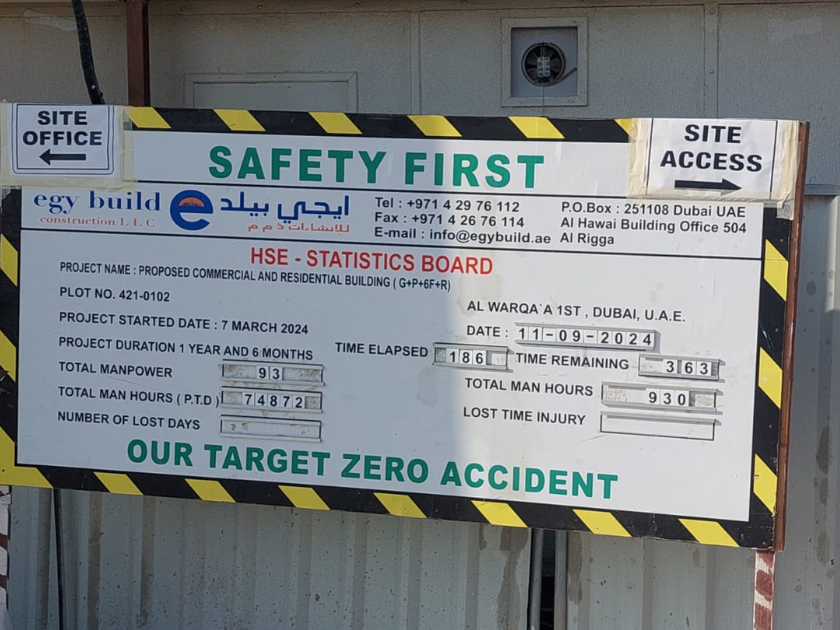 SITE OFFICE
SITE ACCESS
SAFETY FIRST
egy build
construction L L C
ايجي بيلد
للإنشاءات ذ م م
Tel : +971 4 29 76 112
Fax : +971 4 26 76 114
E-mail : info@egybuild.ae
P.O.Box : 251108 Dubai UAE
Al Hawai Building Office 504
Al Rigga
HSE - STATISTICS BOARD
PROJECT NAME : PROPOSED COMMERCIAL AND RESIDENTIAL BUILDING ( G+P+6F+R)
PLOT NO. 421-0102
AL WARQA`A 1ST , DUBAI, U.A.E.
PROJECT STARTED DATE : 7 MARCH 2024
DATE : 11-09-2024
PROJECT DURATION 1 YEAR AND 6 MONTHS
TIME ELAPSED 186
TIME REMAINING 363
TOTAL MANPOWER 93
TOTAL MAN HOURS 930
TOTAL MAN HOURS ( P.T.D ) 74872
LOST TIME INJURY
NUMBER OF LOST DAYS
OUR TARGET ZERO ACCIDENT